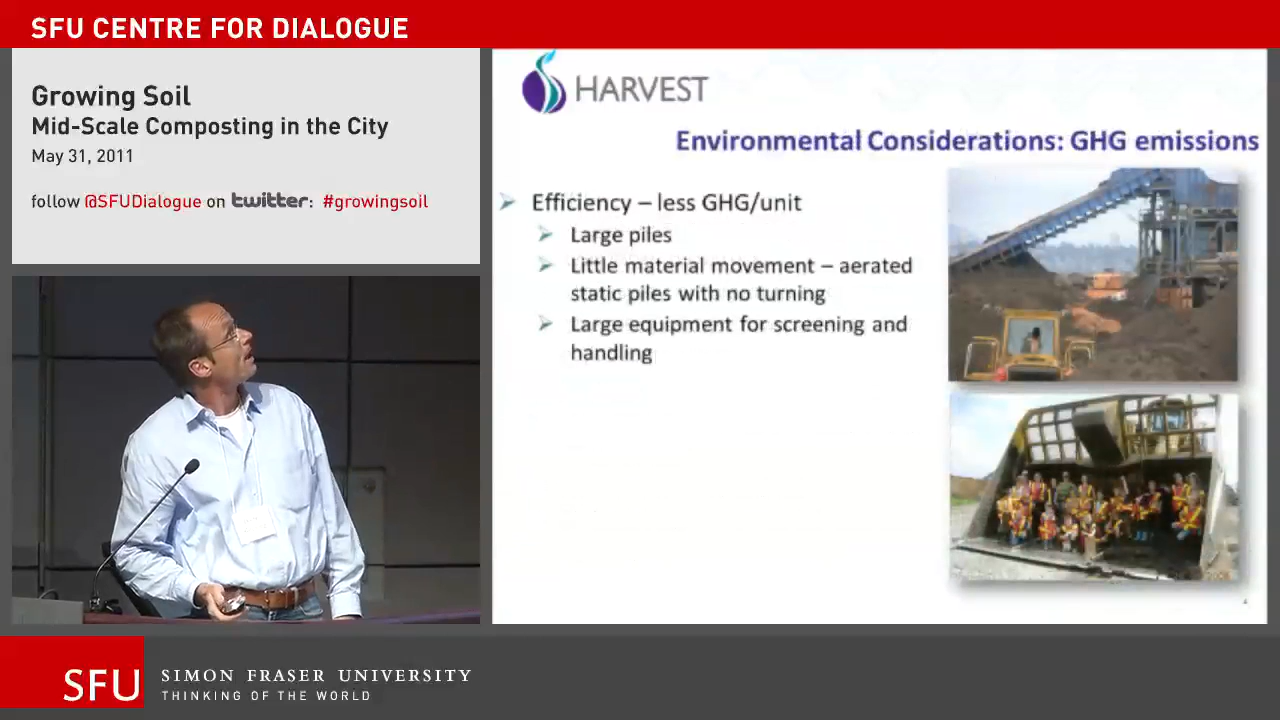 SFU CENTRE FOR DIALOGUE
Growing Soil
Mid-Scale Composting in the City
May 31, 2011
follow @SFUDialogue on twitter: #growingsoil
HARVEST
Environmental Considerations: GHG emissions
Efficiency – less GHG/unit
Large piles
Little material movement – aerated
static piles with no turning
Large equipment for screening and
handling
SFU
SIMON FRASER UNIVERSITY
THINKING OF THE WORLD